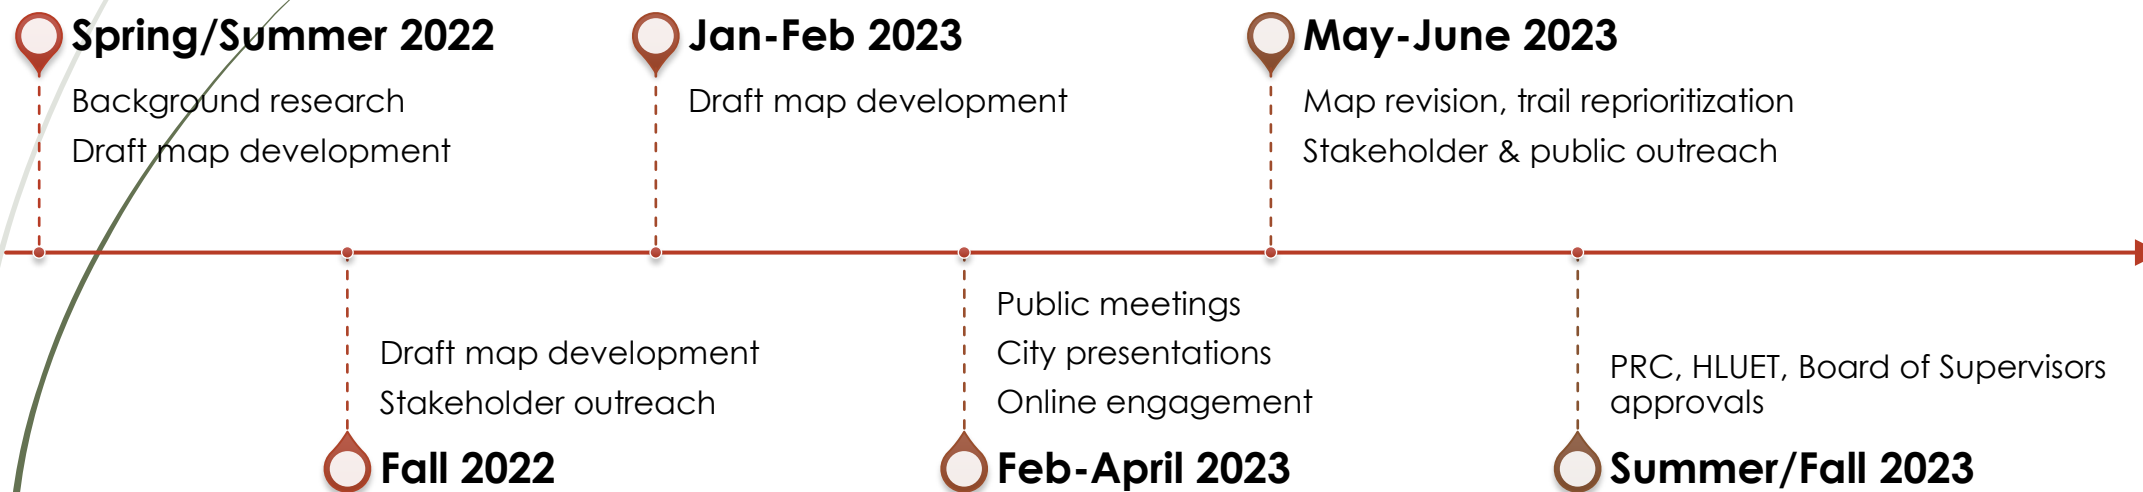 Spring/Summer 2022
Background research
Draft map development
Jan-Feb 2023
Draft map development
May-June 2023
Map revision, trail reprioritization
Stakeholder & public outreach
Draft map development
Stakeholder outreach
Fall 2022
Public meetings
City presentations
Online engagement
Feb-April 2023
PRC, HLUET, Board of Supervisors
approvals
Summer/Fall 2023